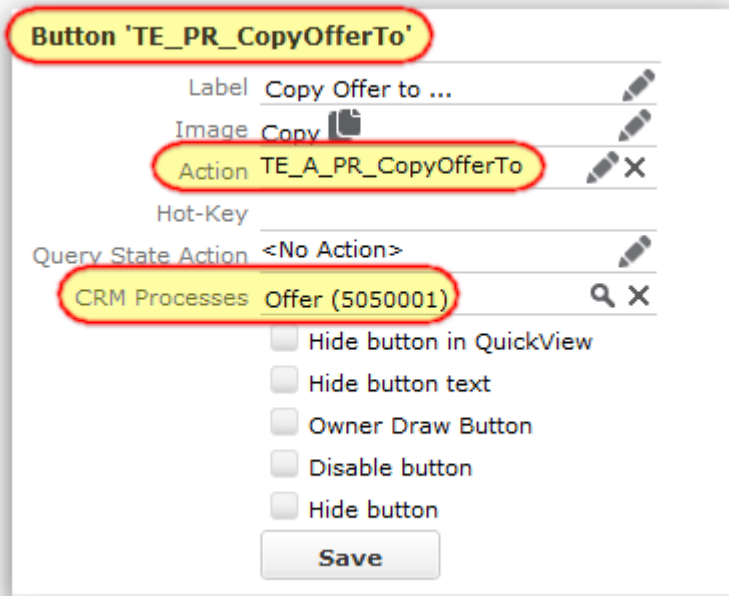 Button 'TE_PR_CopyOfferTo'
Label Copy Offer to ...
Image Copy
Action TE_A_PR_CopyOfferTo
Hot-Key
Query State Action <No Action>
CRM Processes Offer (5050001)
Hide button in QuickView
Hide button text
Owner Draw Button
Disable button
Hide button
Save